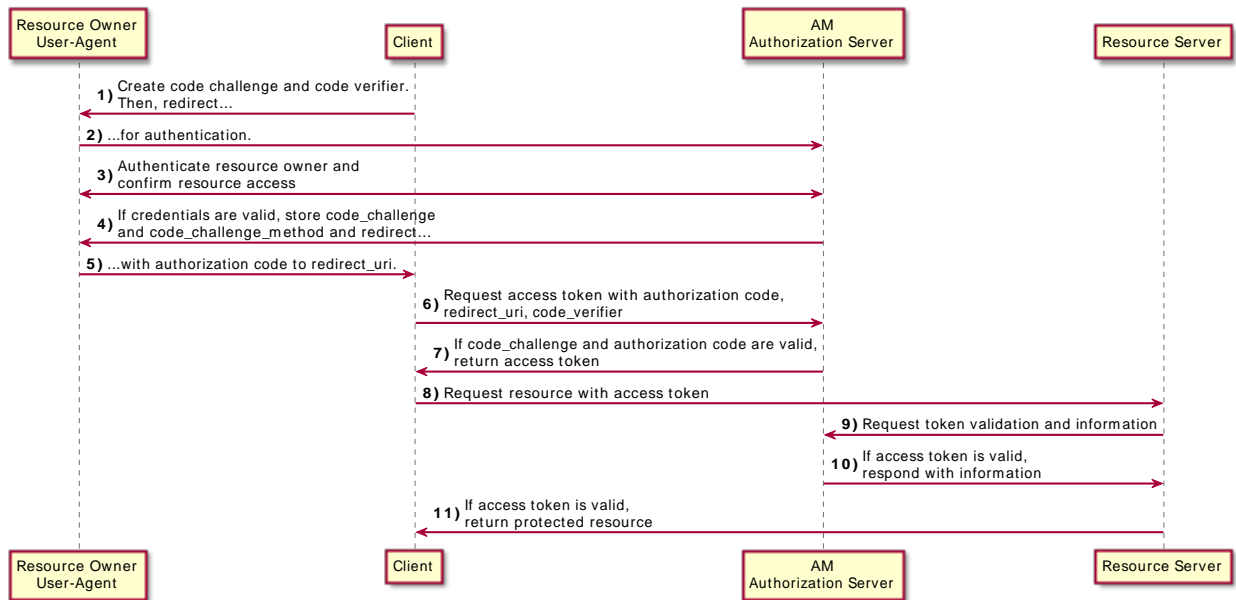 Resource Owner
User-Agent
Client
AM
Authorization Server
Resource Server
1) Create code challenge and code verifier.
Then, redirect...
2) ...for authentication.
3) Authenticate resource owner and
confirm resource access
4) If credentials are valid, store code_challenge
and code_challenge_method and redirect...
5) ...with authorization code to redirect_uri.
6) Request access token with authorization code,
redirect_uri, code_verifier
7) If code_challenge and authorization code are valid,
return access token
8) Request resource with access token
9) Request token validation and information
10) If access token is valid,
respond with information
11) If access token is valid,
return protected resource
Resource Owner
User-Agent
Client
AM
Authorization Server
Resource Server